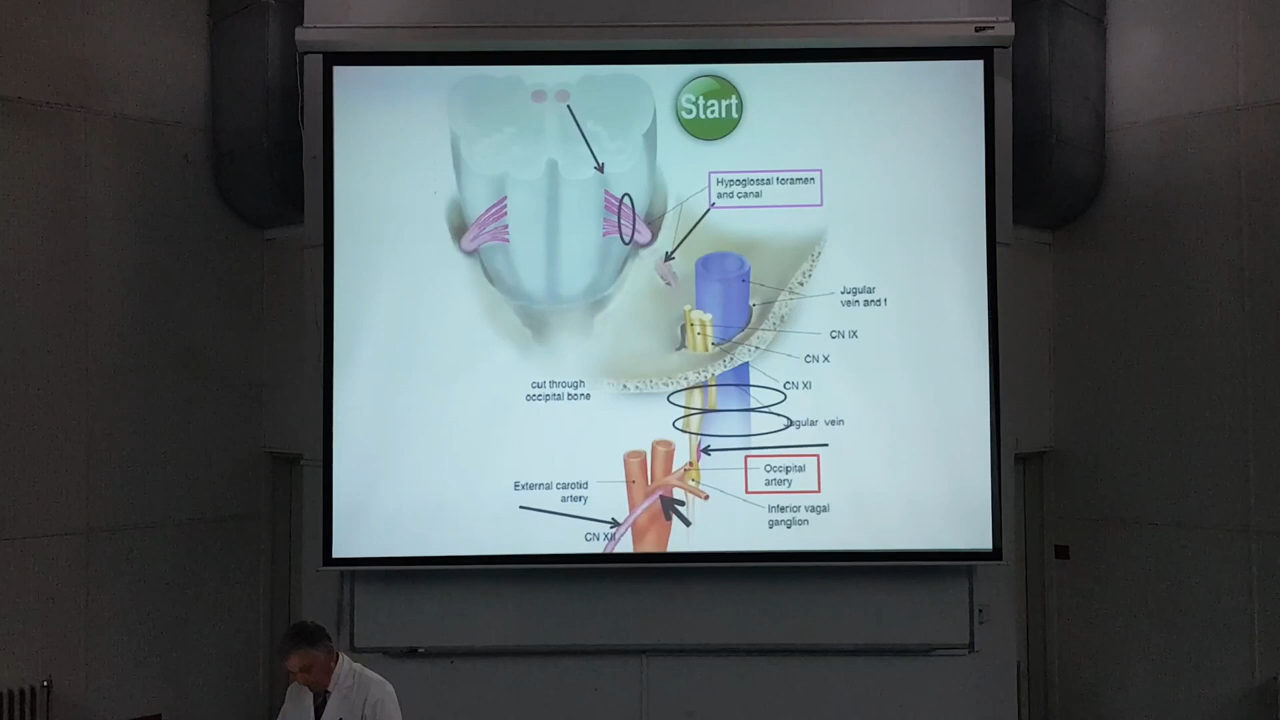 Start
Hypoglossal foramen
and canal
Jugular
vein and f
CN IX
CN X
CN XI
cut through
occipital bone
Jugular vein
Occipital
artery
External carotid
artery
Inferior vagal
ganglion
CN XII